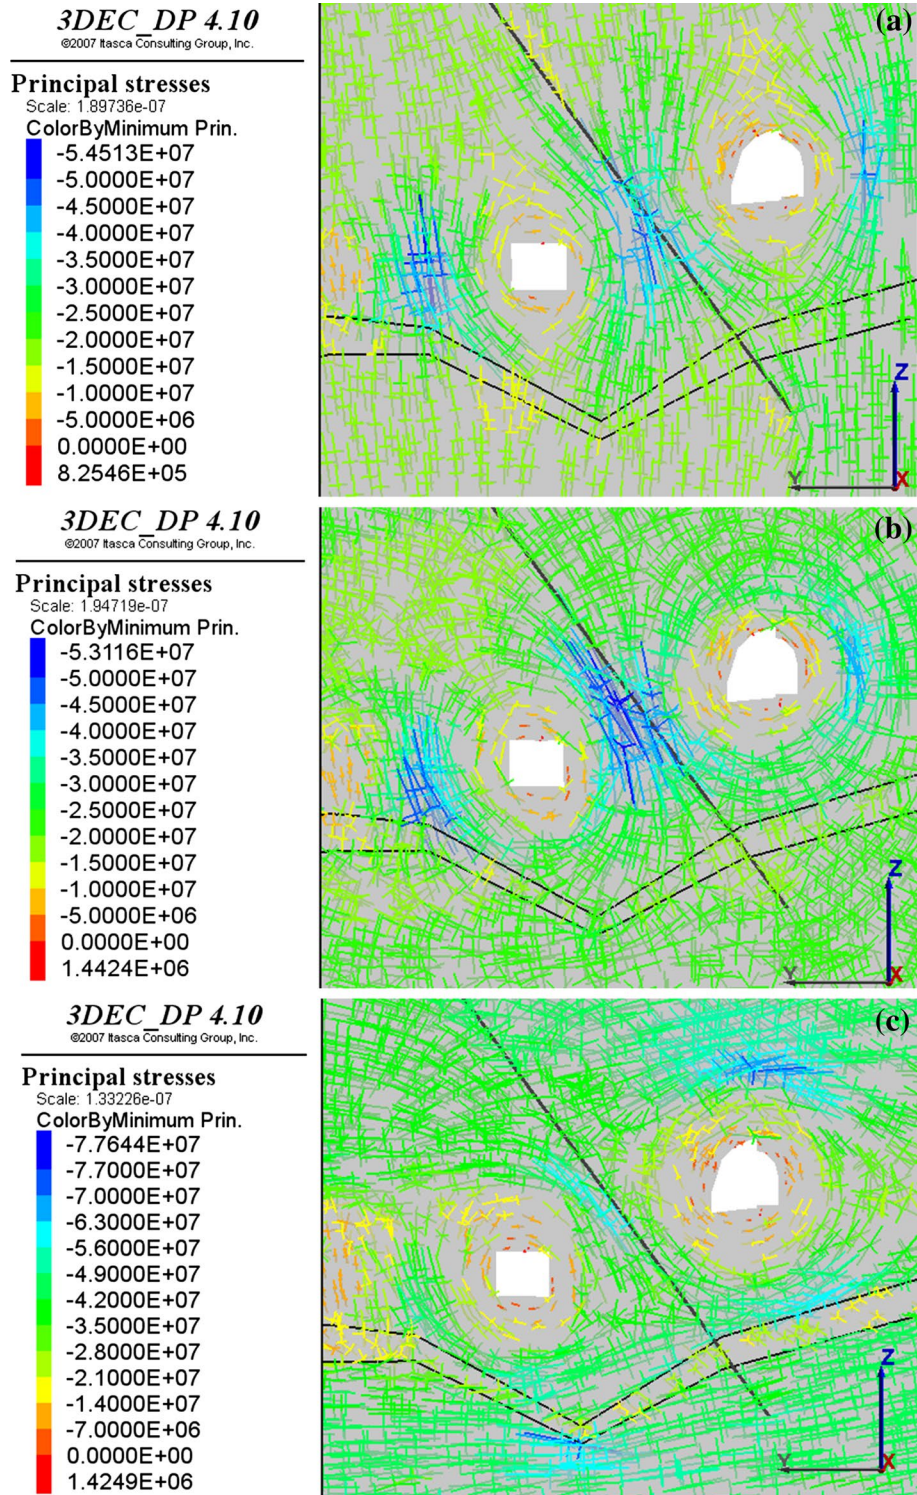 3DEC_DP 4.10
©2007 Itasca Consulting Group, Inc.
Principal stresses
Scale: 1.89736e-07
ColorByMinimum Prin.
-5.4513E+07
-5.0000E+07
-4.5000E+07
-4.0000E+07
-3.5000E+07
-3.0000E+07
-2.5000E+07
-2.0000E+07
-1.5000E+07
-1.0000E+07
-5.0000E+06
0.0000E+00
8.2546E+05
(a)
Z
Y
X
3DEC_DP 4.10
©2007 Itasca Consulting Group, Inc.
Principal stresses
Scale: 1.94719e-07
ColorByMinimum Prin.
-5.3116E+07
-5.0000E+07
-4.5000E+07
-4.0000E+07
-3.5000E+07
-3.0000E+07
-2.5000E+07
-2.0000E+07
-1.5000E+07
-1.0000E+07
-5.0000E+06
0.0000E+00
1.4424E+06
(b)
Z
Y
X
3DEC_DP 4.10
©2007 Itasca Consulting Group, Inc.
Principal stresses
Scale: 1.33226e-07
ColorByMinimum Prin.
-7.7644E+07
-7.7000E+07
-7.0000E+07
-6.3000E+07
-5.6000E+07
-4.9000E+07
-4.2000E+07
-3.5000E+07
-2.8000E+07
-2.1000E+07
-1.4000E+07
-7.0000E+06
0.0000E+00
1.4249E+06
(c)
Z
Y
X